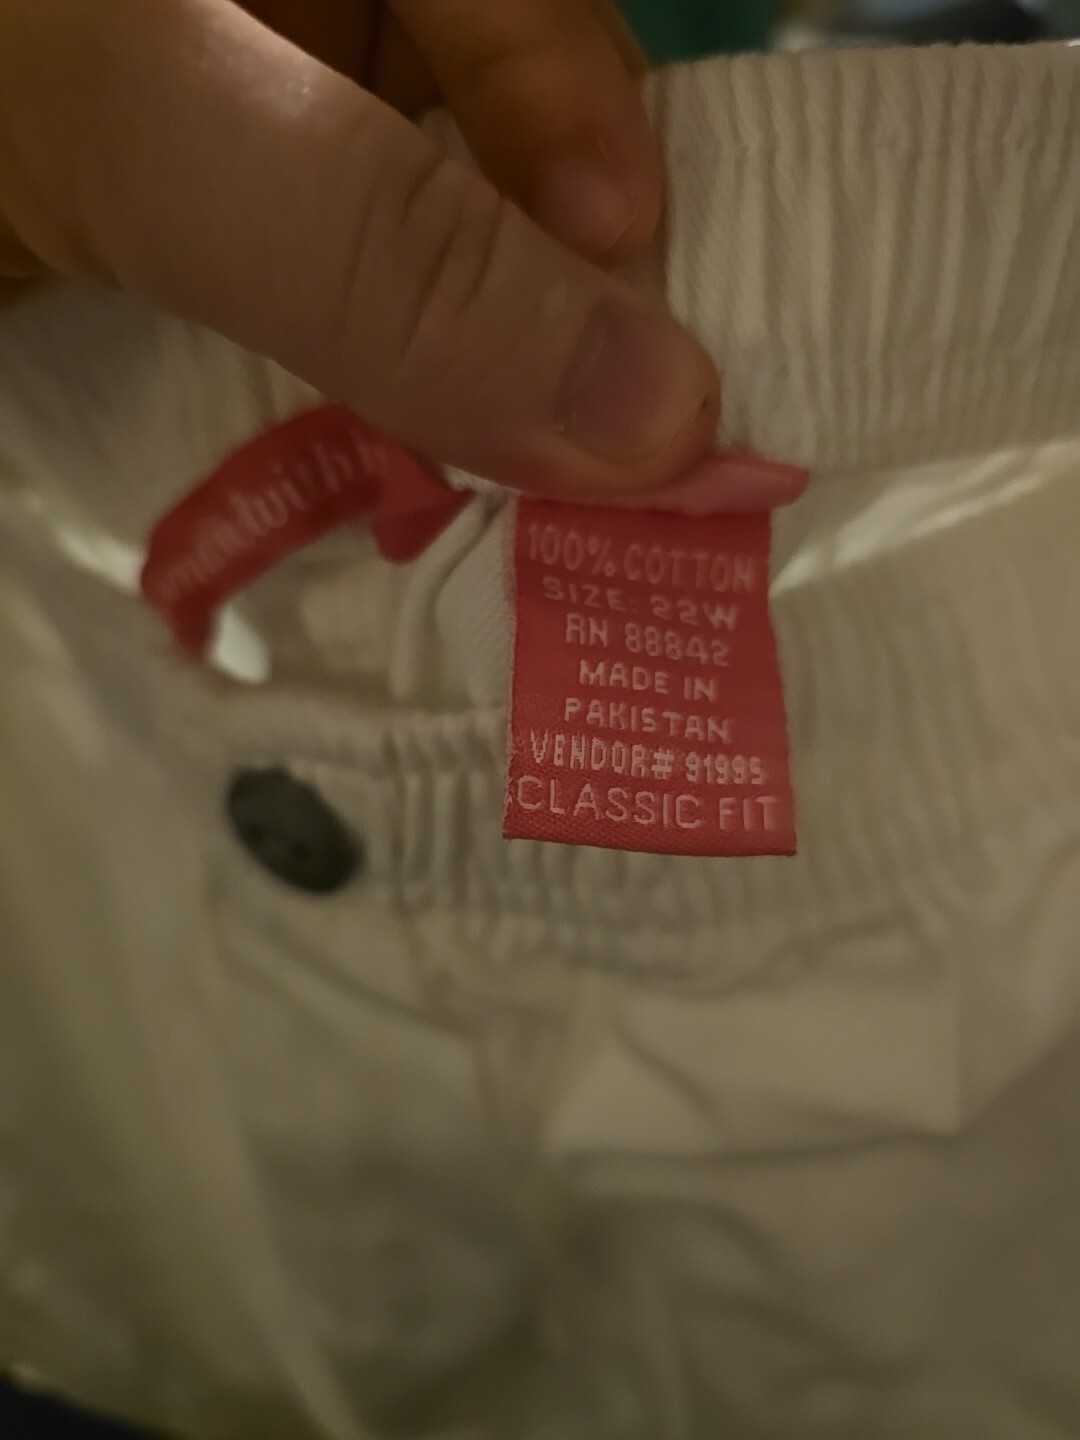 100% COTTON
SIZE: 22W
RN 88842
MADE IN
PAKISTAN
VENDOR# 91995
CLASSIC FIT